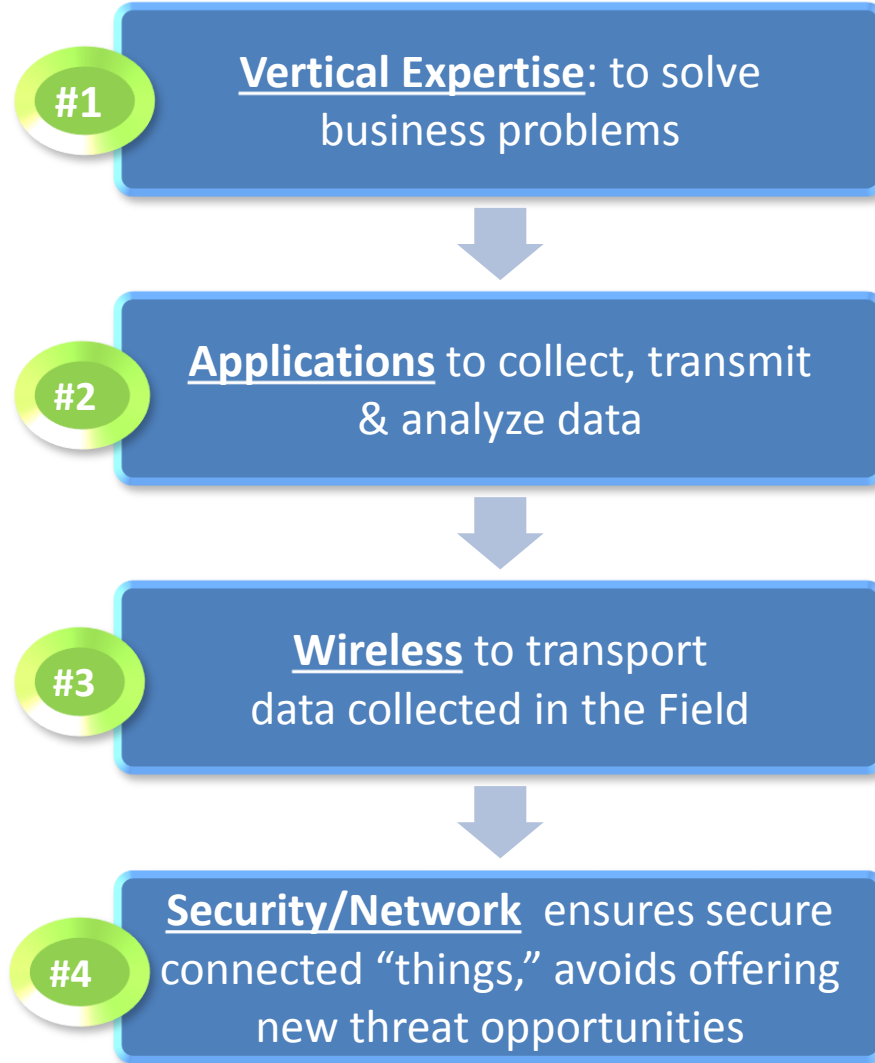 #1
Vertical Expertise: to solve
business problems
#2
Applications to collect, transmit
& analyze data
#3
Wireless to transport
data collected in the Field
#4
Security/Network ensures secure
connected “things,” avoids offering
new threat opportunities